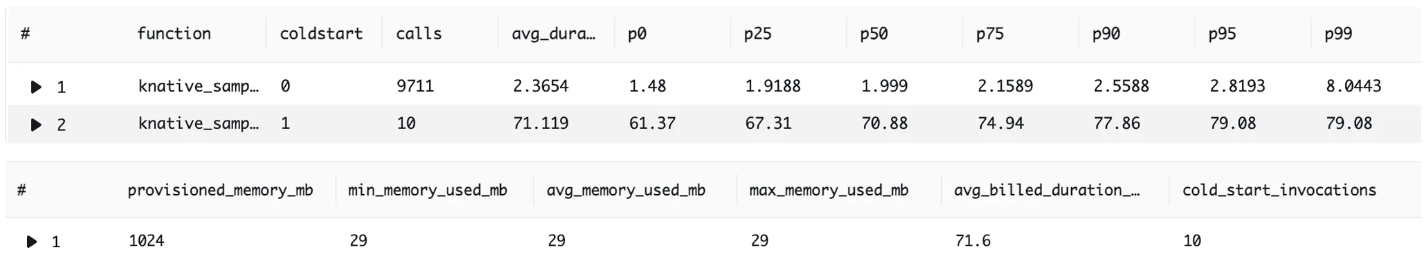 # function coldstart calls avg_dura… p0 p25 p50 p75 p90 p95 p99
1 knative_samp… 0 9711 2.3654 1.48 1.9188 1.999 2.1589 2.5588 2.8193 8.0443
2 knative_samp… 1 10 71.119 61.37 67.31 70.88 74.94 77.86 79.08 79.08
# provisioned_memory_mb min_memory_used_mb avg_memory_used_mb max_memory_used_mb avg_billed_duration_… cold_start_invocations
1 1024 29 29 29 71.6 10